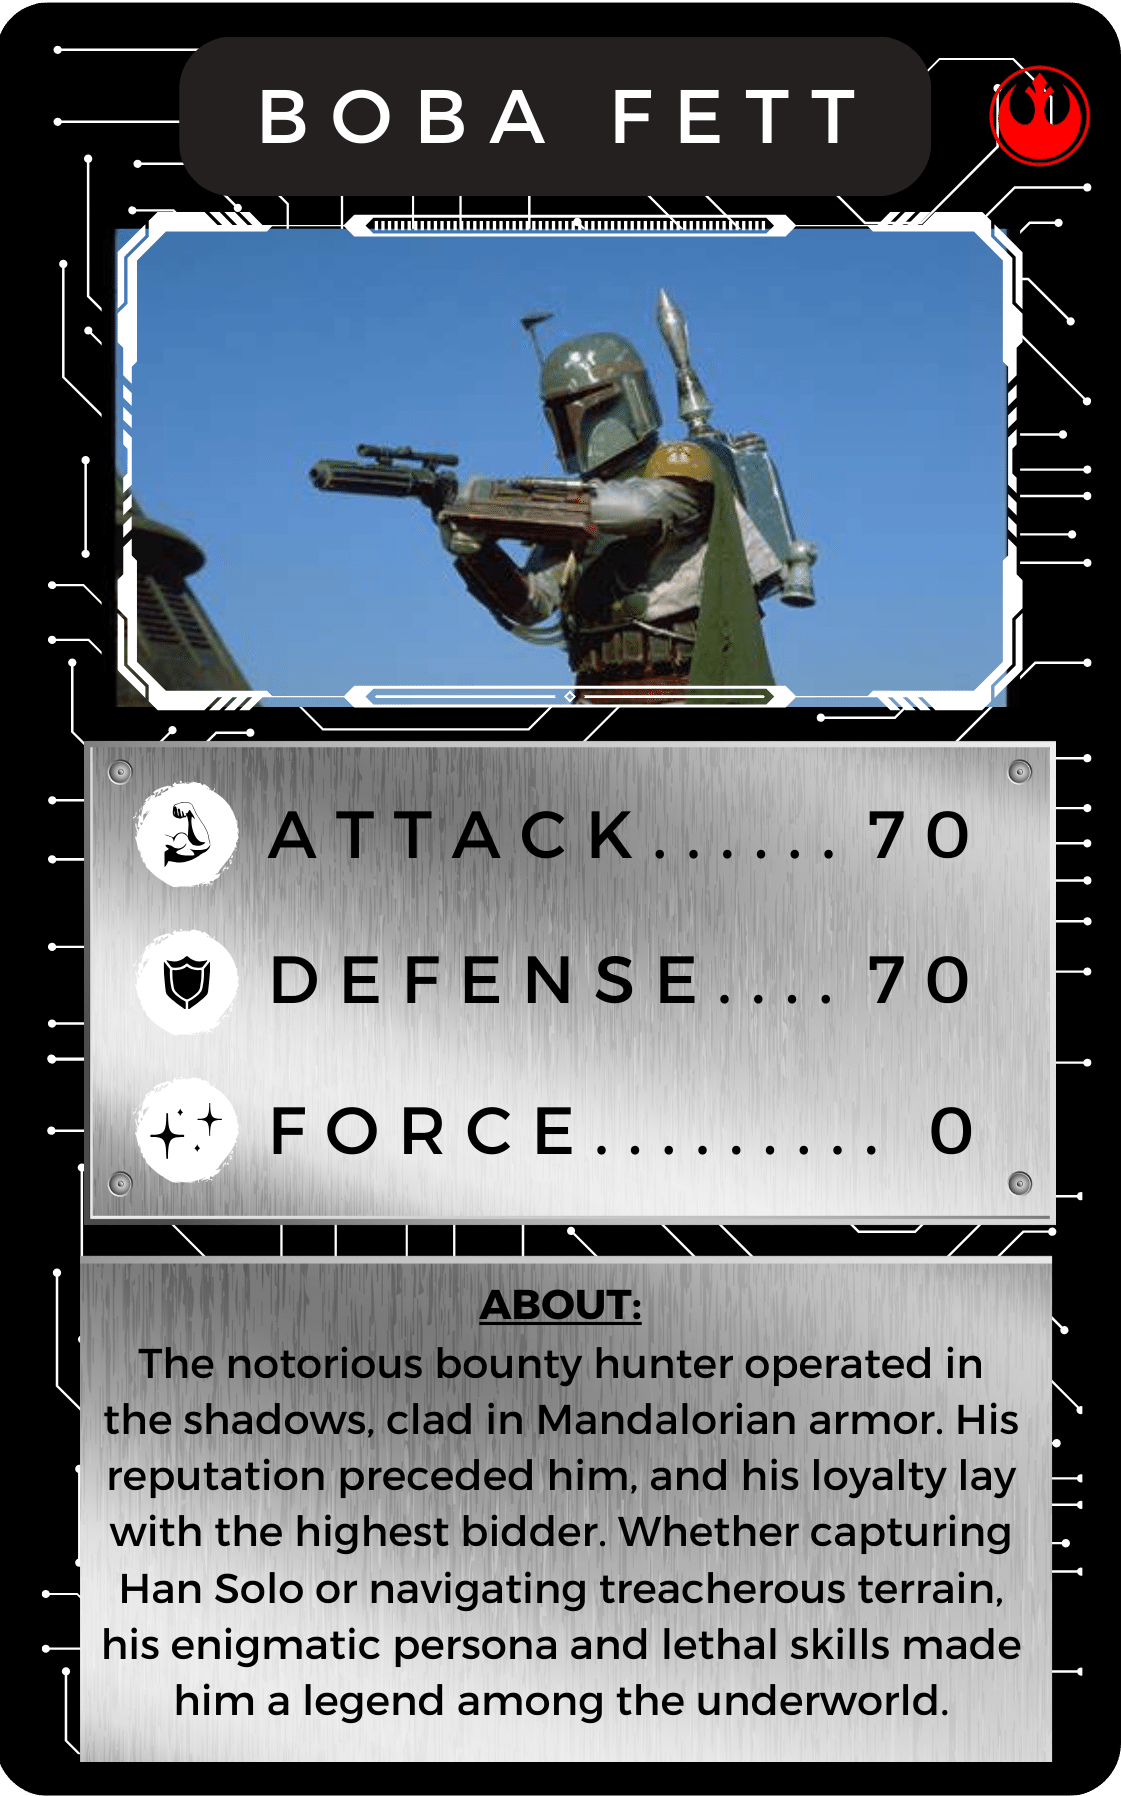 BOBA FETT
ATTACK...... 70
DEFENSE.... 70
FORCE......... 0
ABOUT:
The notorious bounty hunter operated in
the shadows, clad in Mandalorian armor. His
reputation preceded him, and his loyalty lay
with the highest bidder. Whether capturing
Han Solo or navigating treacherous terrain,
his enigmatic persona and lethal skills made
him a legend among the underworld.